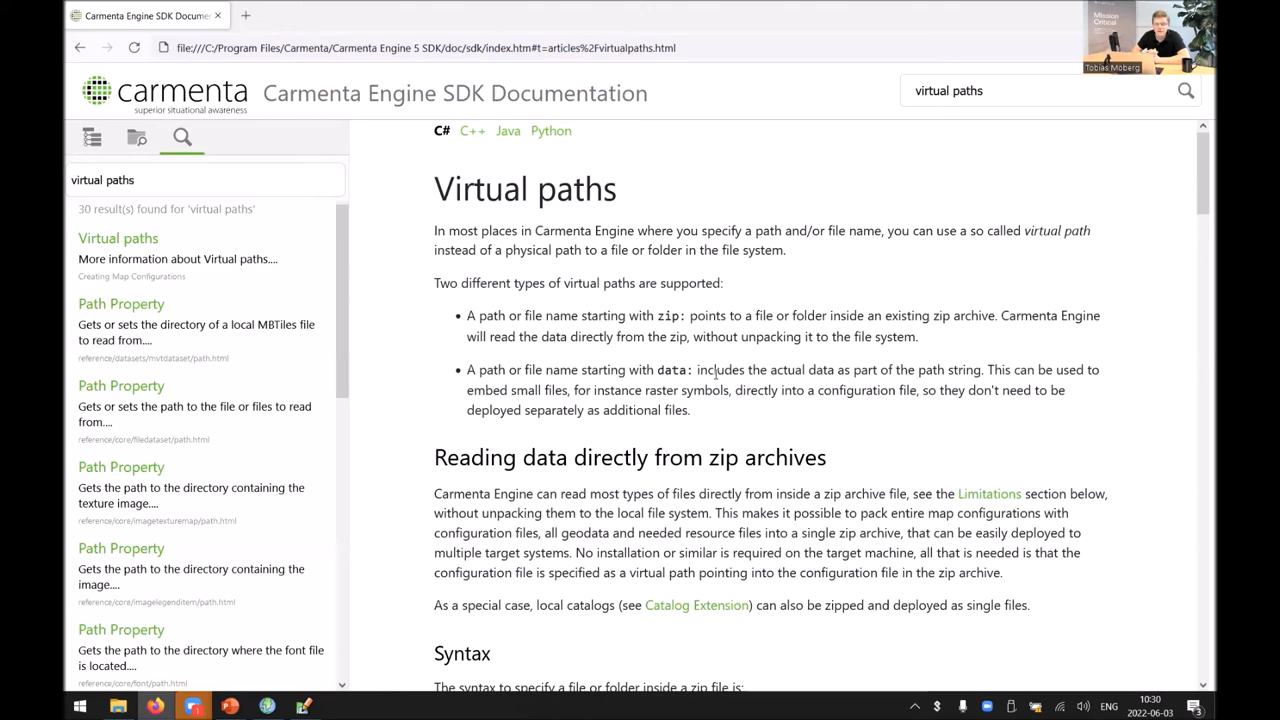 Carmenta Engine SDK Docume
file:///C:/Program Files/Carmenta/Carmenta Engine 5 SDK/doc/sdk/index.htm#t=articles%2Fvirtualpaths.html
Mission
Critical
Tobias Moberg
carmenta
superior situational awareness
Carmenta Engine SDK Documentation
virtual paths
C# C++ Java Python
virtual paths
30 result(s) found for 'virtual paths'
Virtual paths
More information about Virtual paths....
Creating Map Configurations
Path Property
Gets or sets the directory of a local MBTiles file
to read from....
reference/datasets/mvtdataset/path.html
Path Property
Gets or sets the path to the file or files to read
from....
reference/core/filedataset/path.html
Path Property
Gets the path to the directory containing the
texture image....
reference/core/imagetexturemap/path.html
Path Property
Gets the path to the directory containing the
image....
reference/core/imagelegenditem/path.html
Path Property
Gets the path to the directory where the font file
is located....
reference/core/font/path.html
Virtual paths
In most places in Carmenta Engine where you specify a path and/or file name, you can use a so called virtual path
instead of a physical path to a file or folder in the file system.
Two different types of virtual paths are supported:
• A path or file name starting with zip: points to a file or folder inside an existing zip archive. Carmenta Engine
will read the data directly from the zip, without unpacking it to the file system.
• A path or file name starting with data: includes the actual data as part of the path string. This can be used to
embed small files, for instance raster symbols, directly into a configuration file, so they don't need to be
deployed separately as additional files.
Reading data directly from zip archives
Carmenta Engine can read most types of files directly from inside a zip archive file, see the Limitations section below,
without unpacking them to the local file system. This makes it possible to pack entire map configurations with
configuration files, all geodata and needed resource files into a single zip archive, that can be easily deployed to
multiple target systems. No installation or similar is required on the target machine, all that is needed is that the
configuration file is specified as a virtual path pointing into the configuration file in the zip archive.
As a special case, local catalogs (see Catalog Extension) can also be zipped and deployed as single files.
Syntax
The syntax to specify a file or folder inside a zip file is:
ENG
10:30
2022-06-03
3